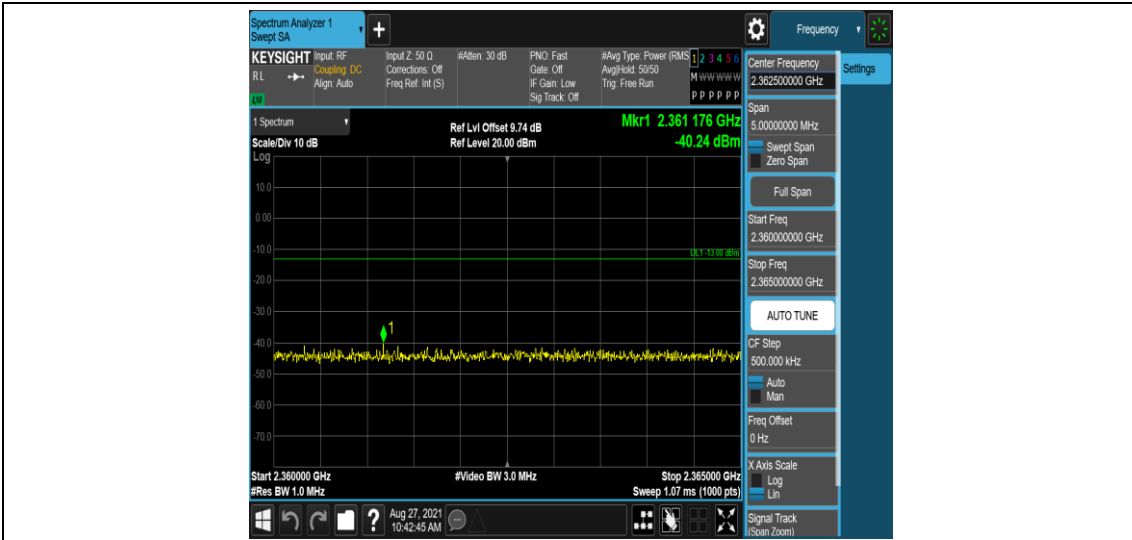 Spectrum Analyzer 1
Swept SA
Frequency
KEYSIGHT
RL
LXI
Input: RF
Coupling: DC
Align: Auto
Input Z: 50 Ω
Corrections: Off
Freq Ref: Int (S)
#Atten: 30 dB
PNO: Fast
Gate: Off
IF Gain: Low
Sig Track: Off
#Avg Type: Power (RMS
Avg|Hold: 50/50
Trig: Free Run
1 2 3 4 5 6
M W W W W W
P P P P P P
Center Frequency
2.362500000 GHz
Settings
Span
5.00000000 MHz
Swept Span
Zero Span
Full Span
Start Freq
2.360000000 GHz
Stop Freq
2.365000000 GHz
AUTO TUNE
CF Step
500.000 kHz
Auto
Man
Freq Offset
0 Hz
X Axis Scale
Log
Lin
Signal Track
(Span Zoom)
1 Spectrum
Scale/Div 10 dB
Log
Ref Lvl Offset 9.74 dB
Ref Level 20.00 dBm
Mkr1 2.361 176 GHz
-40.24 dBm
10.0
0.00
-10.0
DL1 -13.00 dBm
-20.0
-30.0
1
-40.0
-50.0
-60.0
-70.0
Start 2.360000 GHz
#Video BW 3.0 MHz
Stop 2.365000 GHz
#Res BW 1.0 MHz
Sweep 1.07 ms (1000 pts)
?
Aug 27, 2021
10:42:45 AM